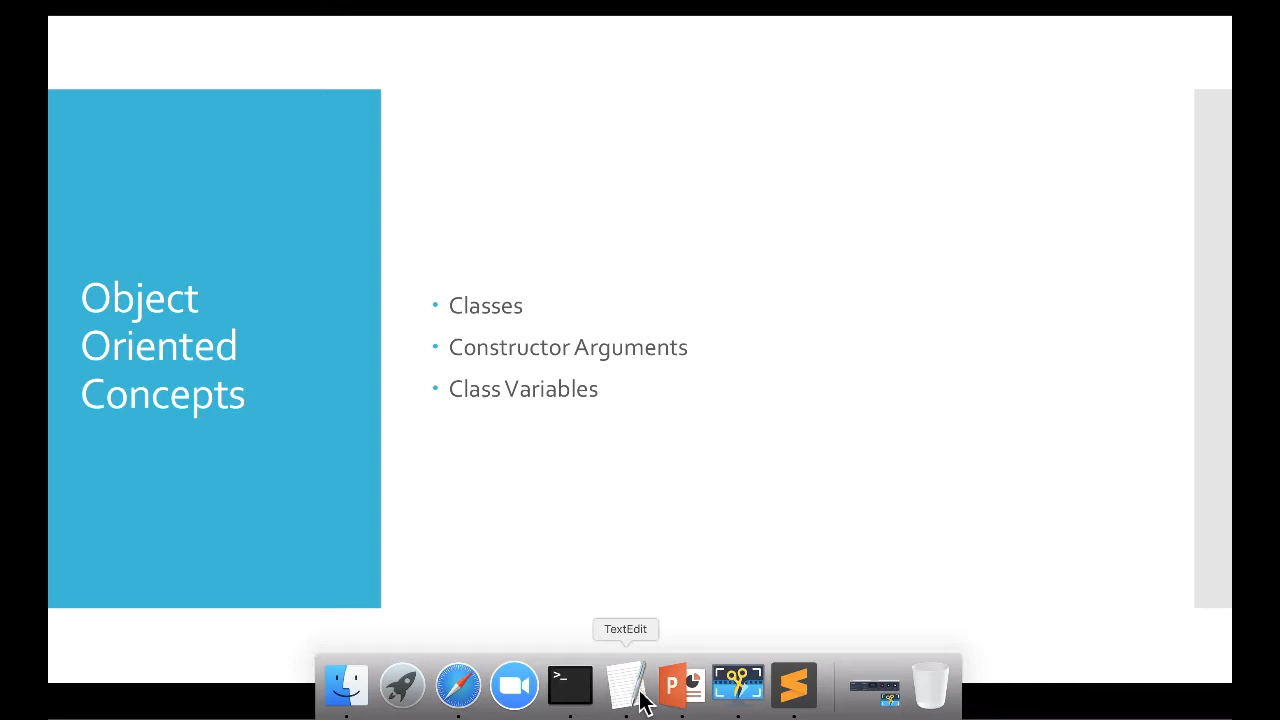 Object
Oriented
Concepts
Classes
Constructor Arguments
Class Variables
TextEdit
>_
P